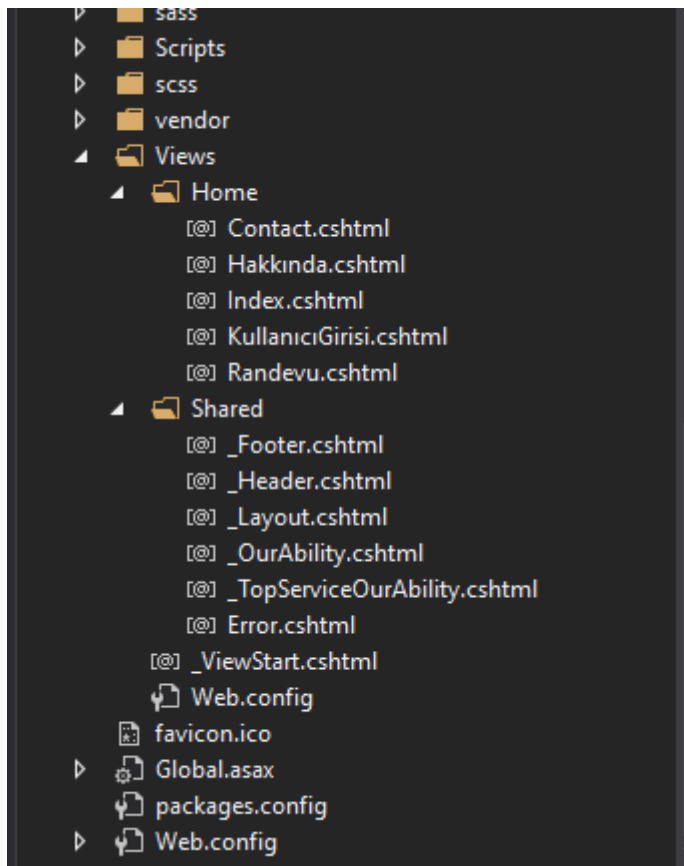 sass
Scripts
scss
vendor
Views
Home
[@] Contact.cshtml
[@] Hakkında.cshtml
[@] Index.cshtml
[@] KullanıcıGirisi.cshtml
[@] Randevu.cshtml
Shared
[@] _Footer.cshtml
[@] _Header.cshtml
[@] _Layout.cshtml
[@] _OurAbility.cshtml
[@] _TopServiceOurAbility.cshtml
[@] Error.cshtml
[@] _ViewStart.cshtml
Web.config
favicon.ico
Global.asax
packages.config
Web.config